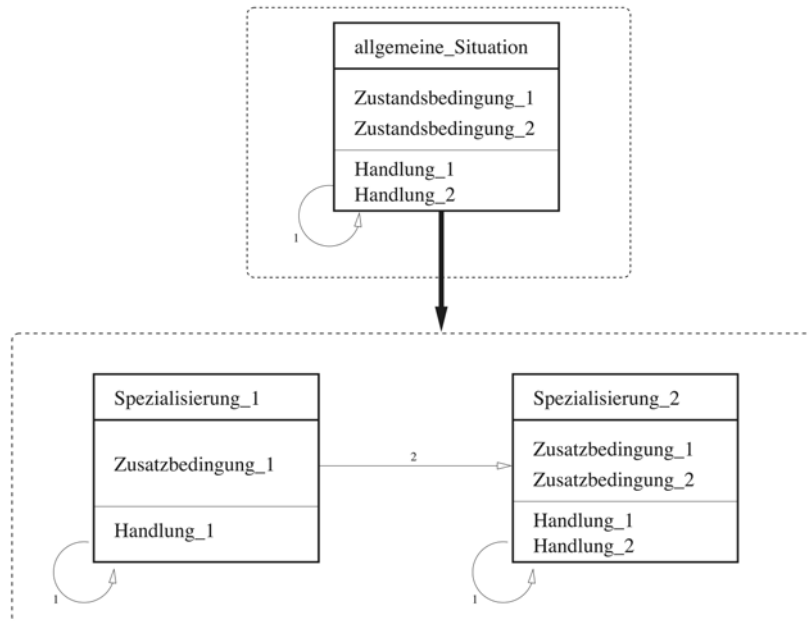 allgemeine_Situation
Zustandsbedingung_1
Zustandsbedingung_2
Handlung_1
Handlung_2
1
Spezialisierung_1
Zusatzbedingung_1
Handlung_1
1
2
Spezialisierung_2
Zusatzbedingung_1
Zusatzbedingung_2
Handlung_1
Handlung_2
1